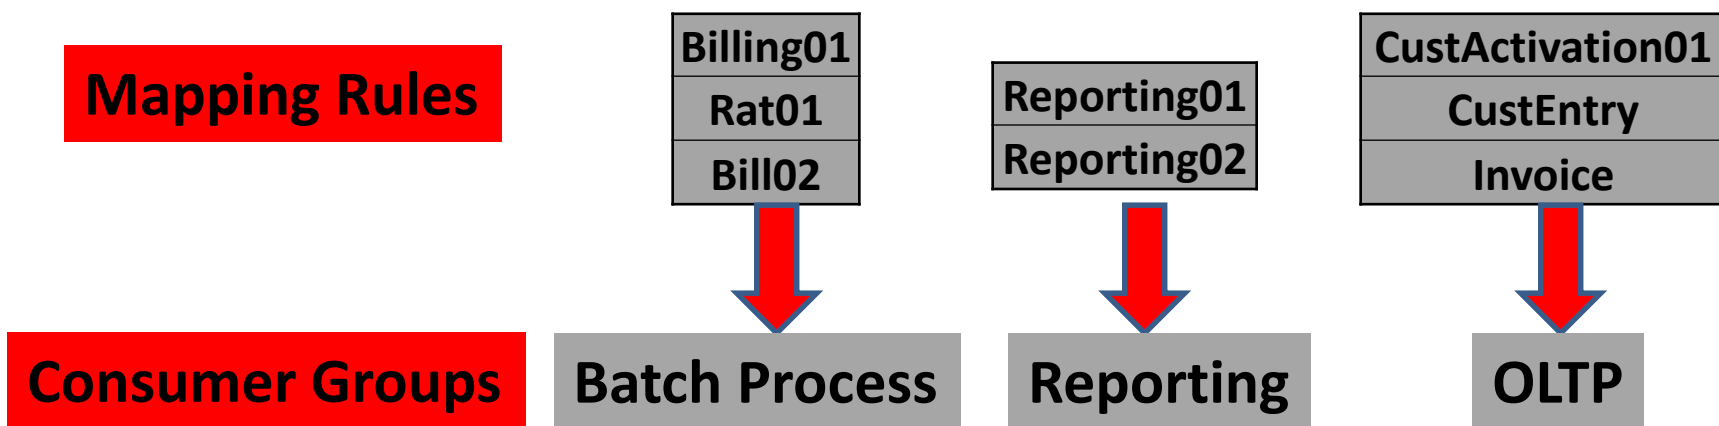 Mapping Rules
Billing01
Rat01
Bill02
Reporting01
Reporting02
CustActivation01
CustEntry
Invoice
Consumer Groups
Batch Process
Reporting
OLTP